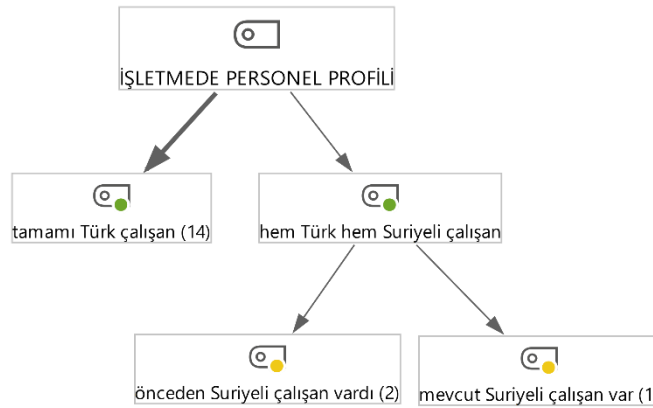 İŞLETMEDE PERSONEL PROFİLİ
tamamı Türk çalışan (14)
hem Türk hem Suriyeli çalışan
önceden Suriyeli çalışan vardı (2)
mevcut Suriyeli çalışan var (1